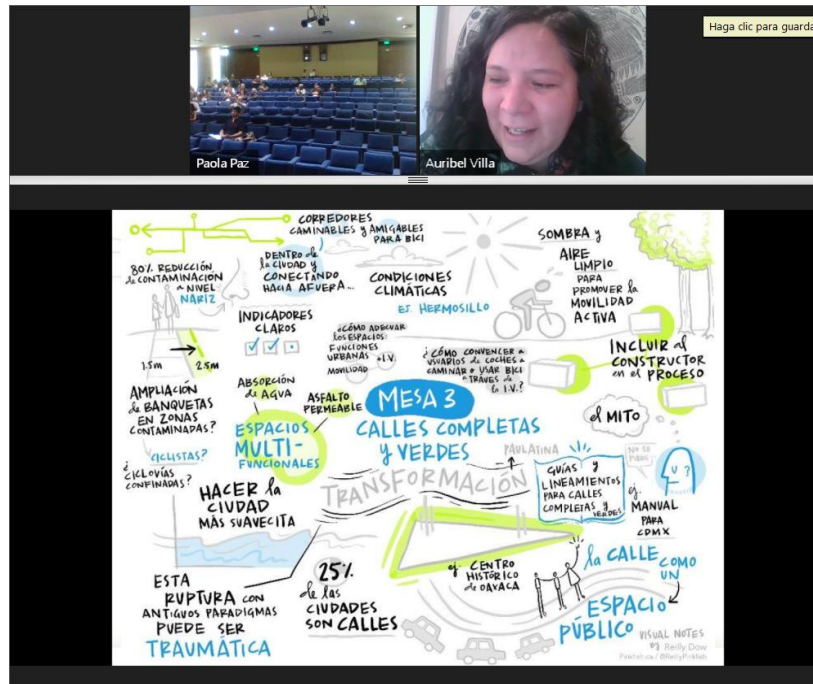 Haga clic para guarda
Paola Paz
Auribel Villa
CORREDORES
CAMINABLES y AMIGABLES
PARA BICI
DENTRO de
la CIUDAD y
CONECTANDO
HACIA AFUERA...
80% REDUCCIÓN
de CONTAMINACIÓN
a NIVEL
NARIZ
1.5m
2.5m
AMPLIACIÓN
de BANQUETAS
EN ZONAS
CONTAMINADAS?
CICLISTAS?
¿
CICLOVÍAS
CONFINADAS?
INDICADORES
CLAROS
CONDICIONES
CLIMÁTICAS
EJ. HERMOSILLO
SOMBRA y
AIRE
LIMPIO
PARA
PROMOVER la
MOVILIDAD
ACTIVA
¿CÓMO ADECUAR
LOS ESPACIOS:
FUNCIONES
URBANAS + I.V.
MOVILIDAD
¿CÓMO CONVENCER a
USUARIOS de COCHES a
CAMINAR o USAR BICI
a TRAVÉS de
la I.V.?
INCLUIR al
CONSTRUCTOR
en el PROCESO
ABSORCIÓN
de AGUA
ASFALTO
PERMEABLE
ESPACIOS
MULTI-
FUNCIONALES
MESA 3
CALLES COMPLETAS
Y VERDES
el MITO
NO SE
PUEDE
U ?
PAULATINA
TRANSFORMACIÓN
GUÍAS y
LINEAMIENTOS
PARA CALLES
COMPLETAS y
VERDES
ej.
MANUAL
PARA
CDMX
HACER la
CIUDAD
MÁS SUAVECITA
ESTA
RUPTURA CON
ANTIGUOS PARADIGMAS
PUEDE SER
TRAUMÁTICA
25%
de las
CIUDADES
SON CALLES
ej. CENTRO
HISTÓRICO
de OAXACA
la CALLE COMO
UN
ESPACIO
PÚBLICO
VISUAL NOTES
BY Reilly Dow
Pinkfish.ca / @ReillyPinkfish